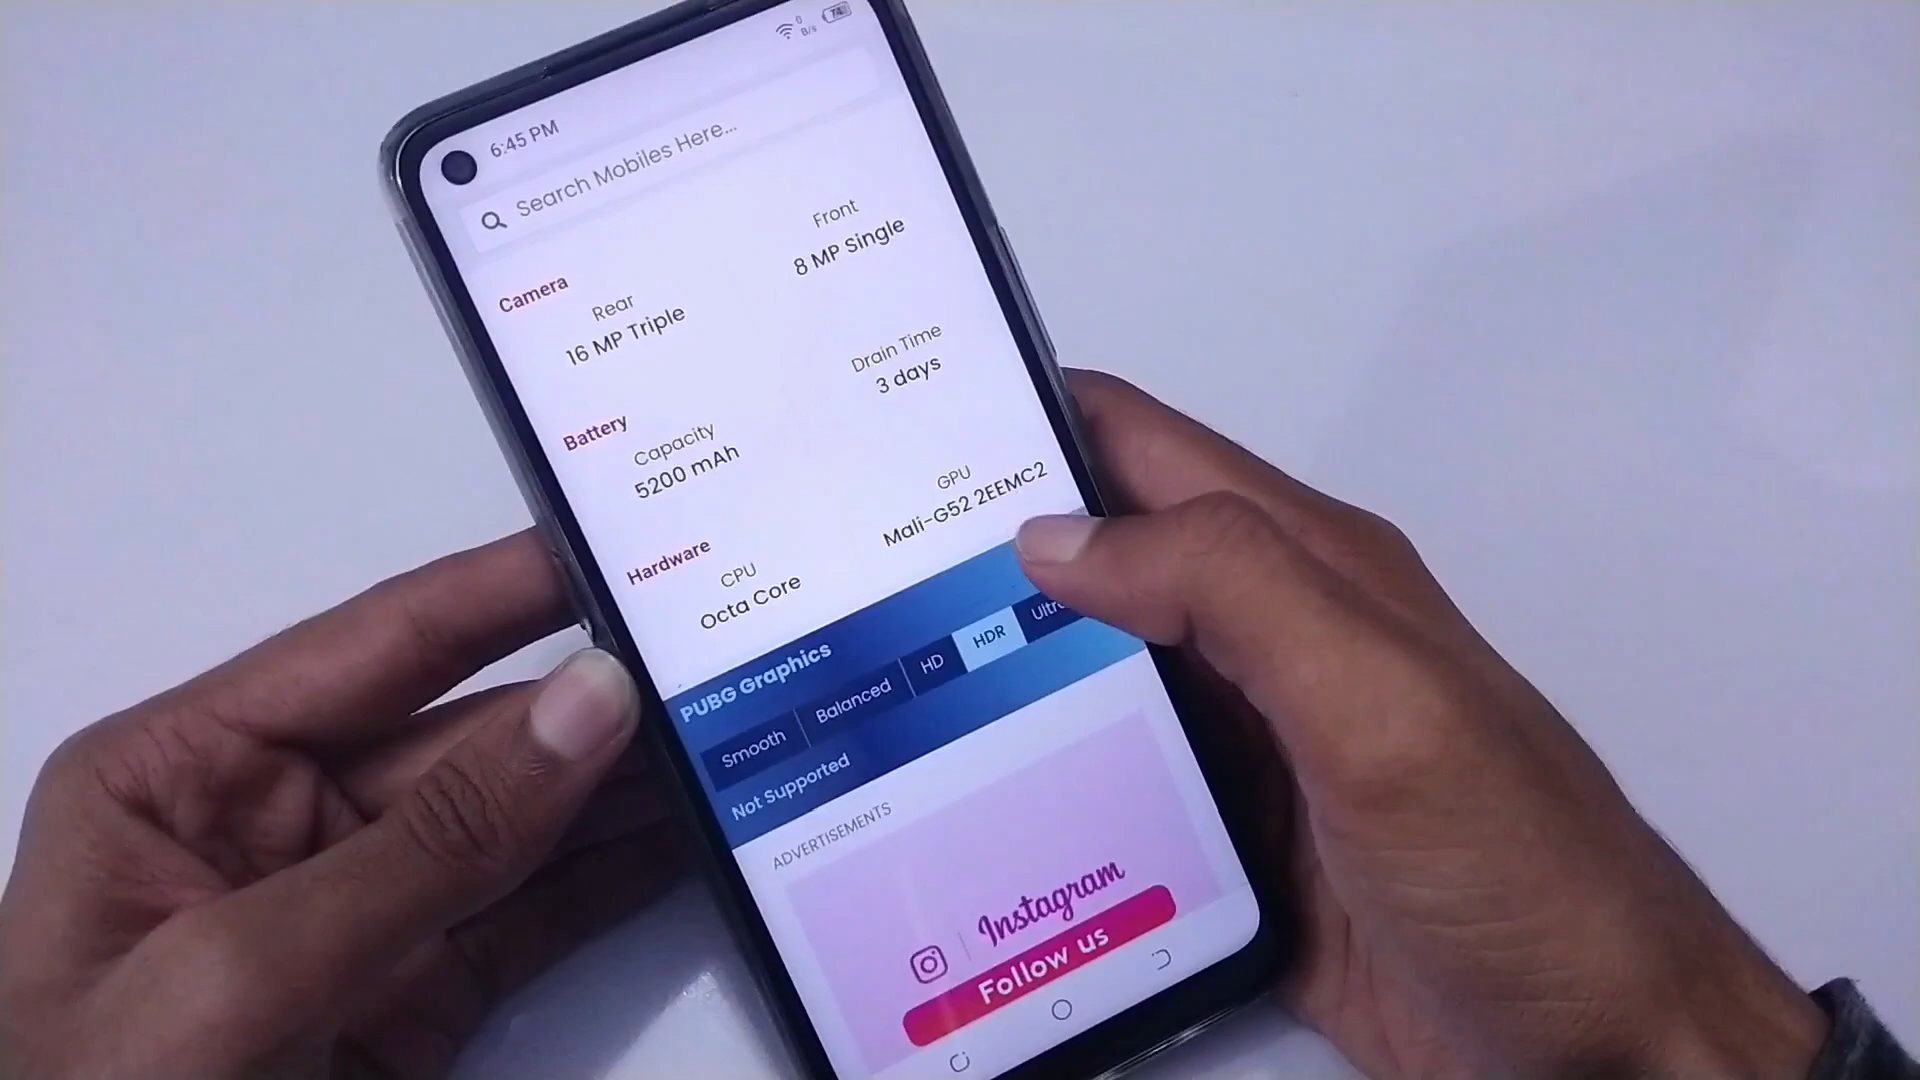 6:45 PM
0
B/s
74
Search Mobiles Here...
Camera
Rear
16 MP Triple
Front
8 MP Single
Battery
Capacity
5200 mAh
Drain Time
3 days
Hardware
CPU
Octa Core
GPU
Mali-G52 2EEMC2
PUBG Graphics
Smooth
Balanced
HD
HDR
Not Supported
ADVERTISEMENTS
Instagram
Follow us